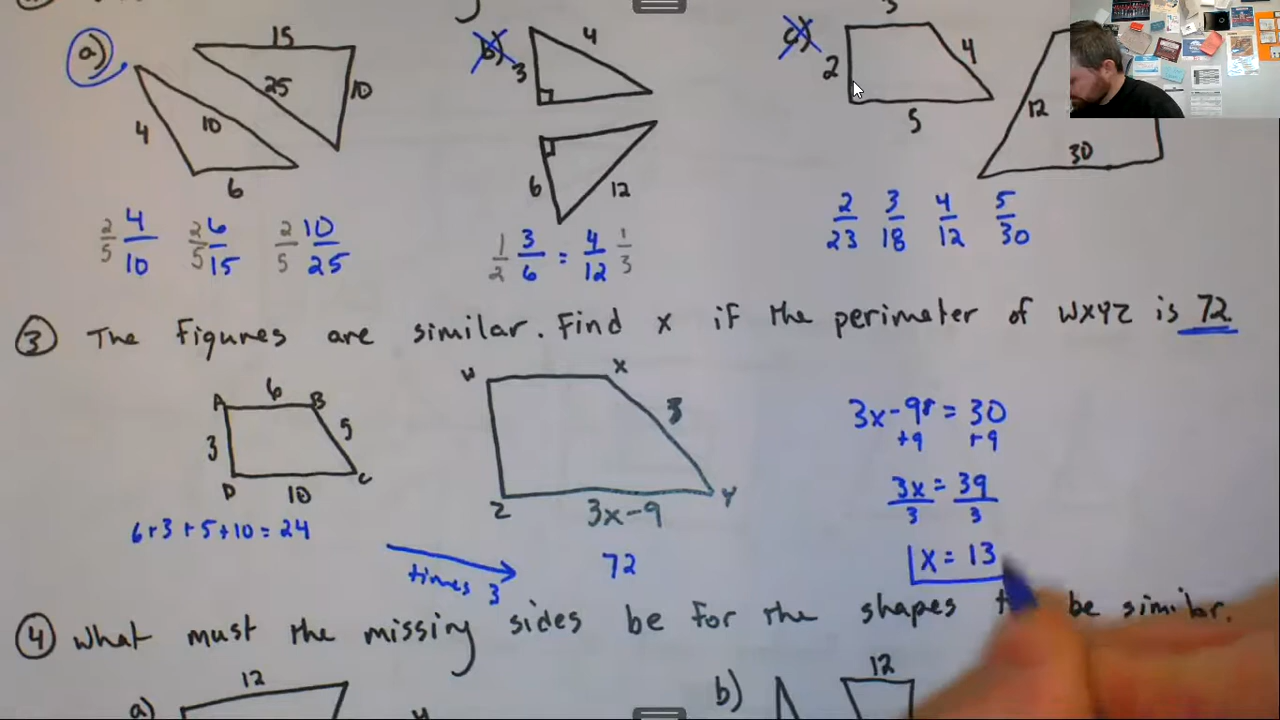 a) 15 25 10
4 10 6
b) 3 4
6 12
c) 2 4 5
12 30
2/5 4/10 2/5 6/15 2/5 10/25
1/2 3/6 = 4/12 1/3
2/23 3/18 4/12 5/30
3 The figures are similar. Find x if the perimeter of WXYZ is 72.
A 6 B
3 5
D 10 C
6+3+5+10=24
W X
3
Z 3x-9 Y
72
times 3
3x-9 = 30
+9 +9
3x = 39
3 3
x = 13
4 What must the missing sides be for the shapes be similar.
a) 12
b) 12